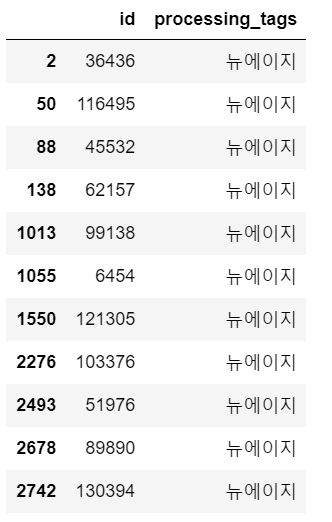 id processing_tags
2 36436 뉴에이지
50 116495 뉴에이지
88 45532 뉴에이지
138 62157 뉴에이지
1013 99138 뉴에이지
1055 6454 뉴에이지
1550 121305 뉴에이지
2276 103376 뉴에이지
2493 51976 뉴에이지
2678 89890 뉴에이지
2742 130394 뉴에이지